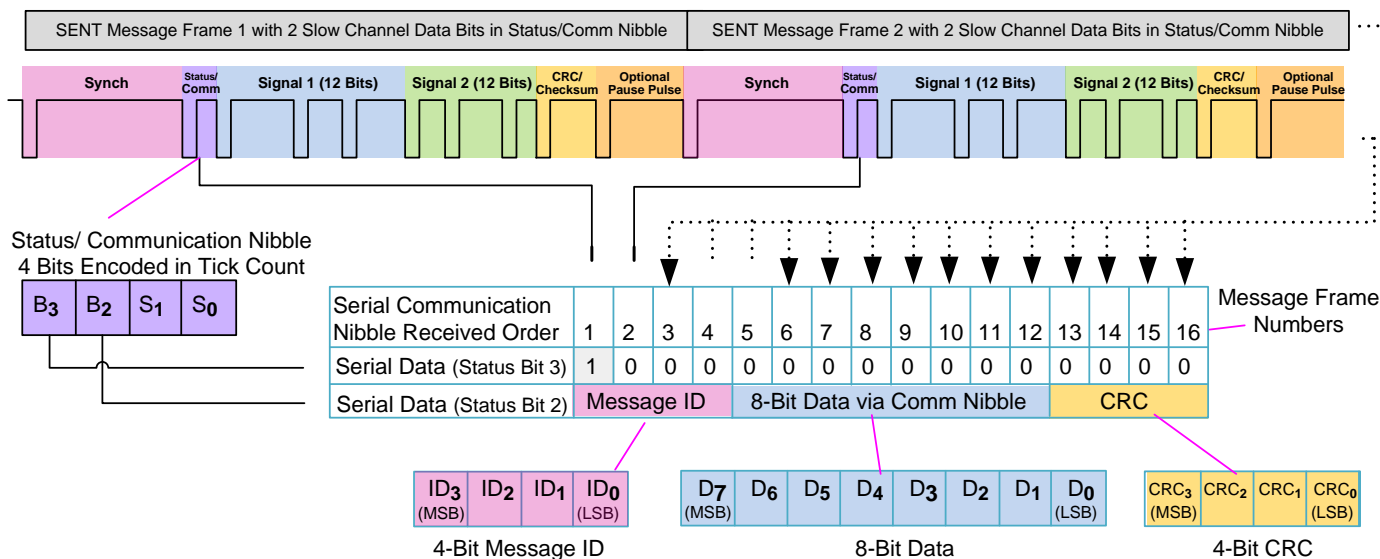 SENT Message Frame 1 with 2 Slow Channel Data Bits in Status/Comm Nibble
SENT Message Frame 2 with 2 Slow Channel Data Bits in Status/Comm Nibble
...
Synch
Status/
Comm
Signal 1 (12 Bits)
Signal 2 (12 Bits)
CRC/
Checksum
Optional
Pause Pulse
Synch
Status/
Comm
Signal 1 (12 Bits)
Signal 2 (12 Bits)
CRC/
Checksum
Optional
Pause Pulse
Status/ Communication Nibble
4 Bits Encoded in Tick Count
B3 B2 S1 S0
Serial Communication
Nibble Received Order 1 2 3 4 5 6 7 8 9 10 11 12 13 14 15 16
Serial Data (Status Bit 3) 1 0 0 0 0 0 0 0 0 0 0 0 0 0 0 0
Serial Data (Status Bit 2) Message ID 8-Bit Data via Comm Nibble CRC
Message Frame
Numbers
ID3 ID2 ID1 ID0
(MSB) (LSB)
4-Bit Message ID
D7 D6 D5 D4 D3 D2 D1 D0
(MSB) (LSB)
8-Bit Data
CRC3 CRC2 CRC1 CRC0
(MSB) (LSB)
4-Bit CRC